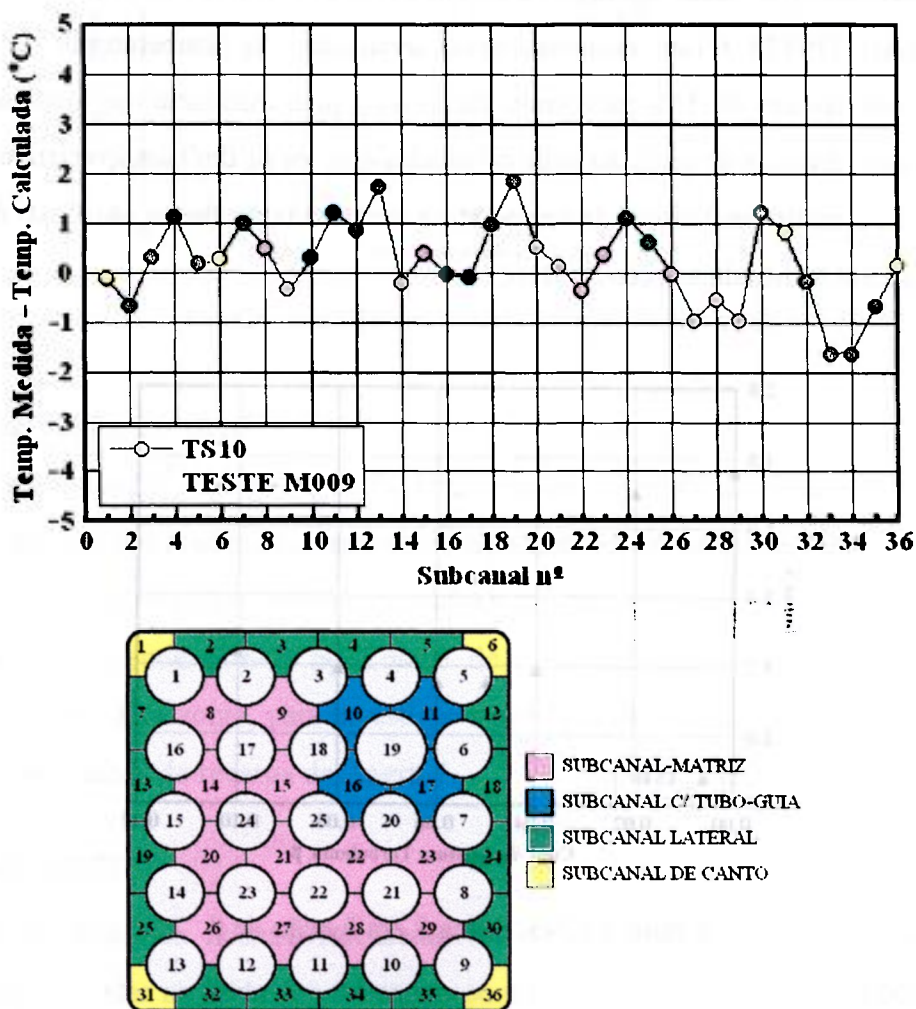 5
4
3
2
1
0
−1
−2
−3
−4
−5
Temp. Medida – Temp. Calculada (°C)
TS10
TESTE M009
0 2 4 6 8 10 12 14 16 18 20 22 24 26 28 30 32 34 36
Subcanal nº
1 2 3 4 5 6
1 2 3 4 5
7 8 9 10 11 12
16 17 18 19 6
13 14 15 16 17 18
15 24 25 20 7
19 20 21 22 23 24
14 23 22 21 8
25 26 27 28 29 30
13 12 11 10 9
31 32 33 34 35 36
SUBCANAL-MATRIZ
SUBCANAL C/ TUBO-GUIA
SUBCANAL LATERAL
SUBCANAL DE CANTO